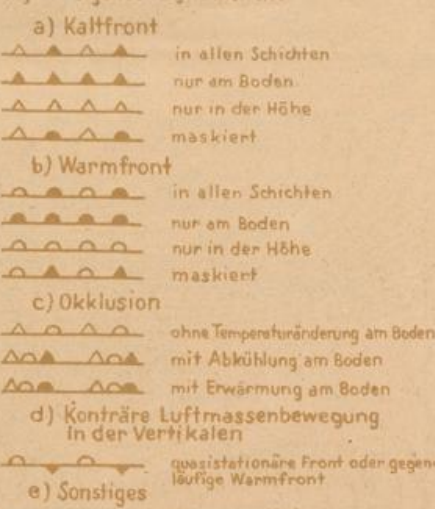 a) Kaltfront
in allen Schichten
nur am Boden
nur in der Höhe
maskiert
b) Warmfront
in allen Schichten
nur am Boden
nur in der Höhe
maskiert
c) Okklusion
ohne Temperaturänderung am Boden
mit Abkühlung am Boden
mit Erwärmung am Boden
d) Konträre Luftmassenbewegung
in der Vertikalen
quasistationäre Front oder gegen-
läufige Warmfront
e) Sonstiges